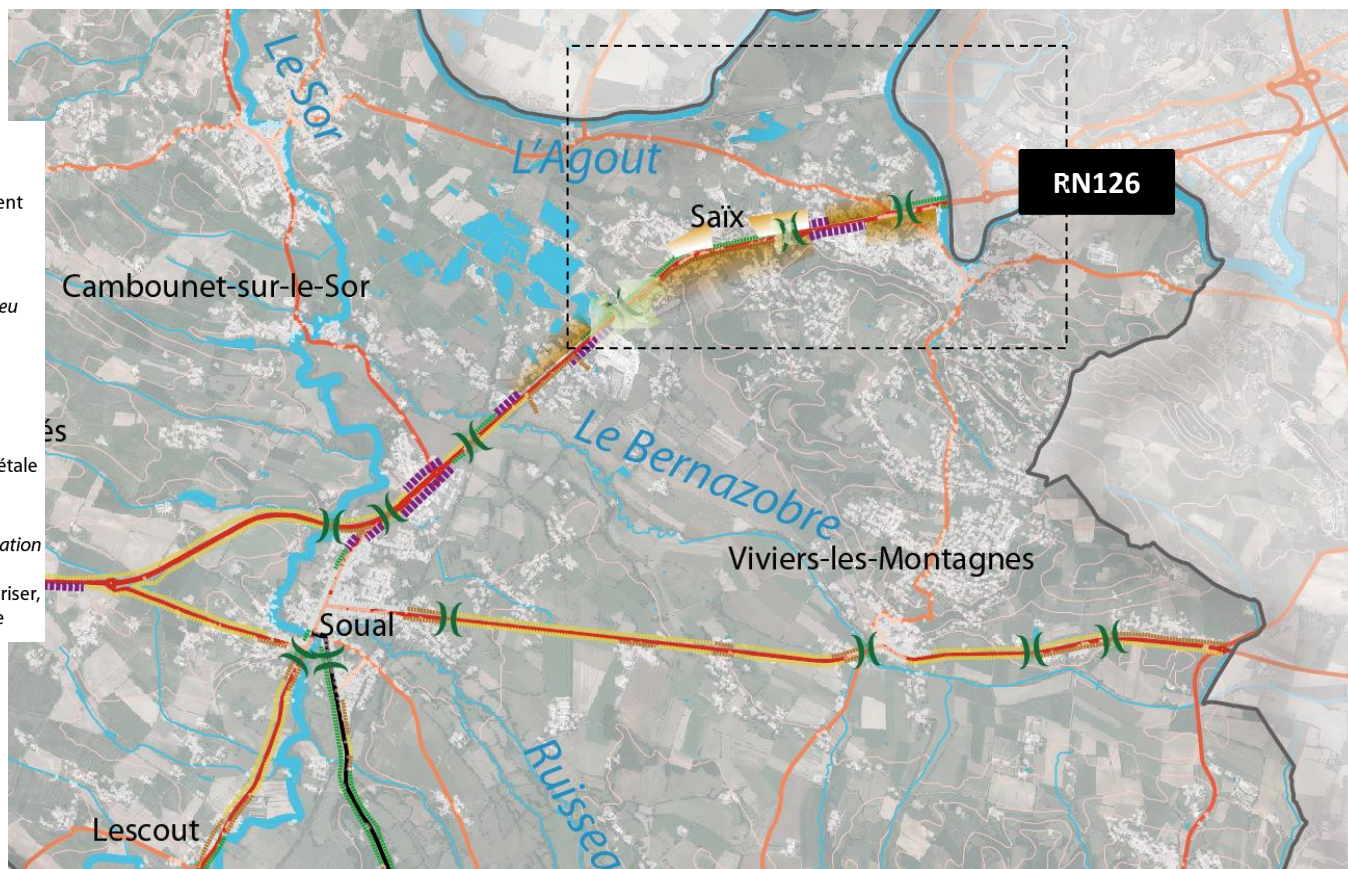 Le Sor
L'Agout
RN126
ent
Saïx
Cambounet-sur-le-Sor
eu
és
étale
Le Bernazobre
ation
Viviers-les-Montagnes
riser,
e
Soual
Ruissea
Lescout